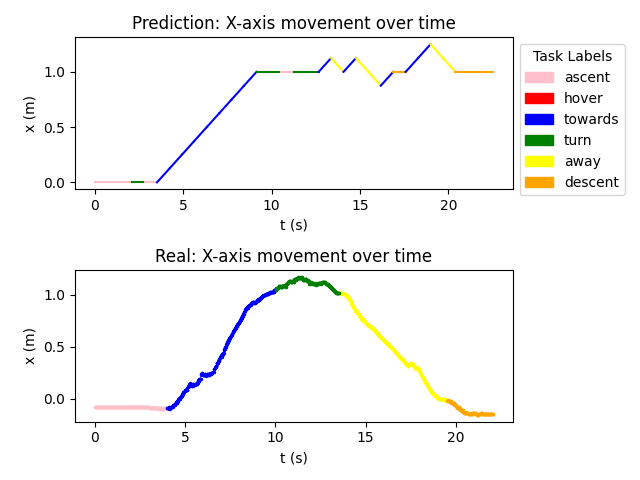 Prediction: X-axis movement over time
x (m)
1.0
0.5
0.0
0 5 10 15 20
t (s)
Task Labels
ascent
hover
towards
turn
away
descent
Real: X-axis movement over time
x (m)
1.0
0.5
0.0
0 5 10 15 20
t (s)